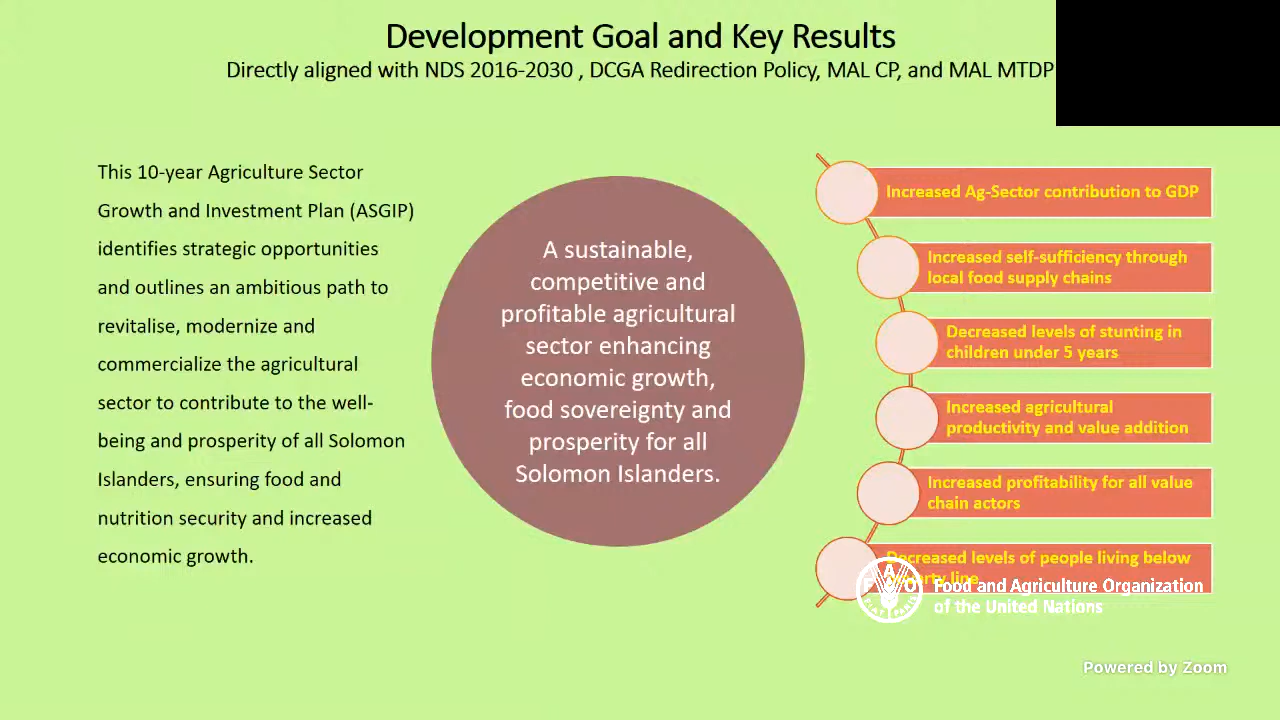 Development Goal and Key Results
Directly aligned with NDS 2016-2030 , DCGA Redirection Policy, MAL CP, and MAL MTDP
This 10-year Agriculture Sector
Growth and Investment Plan (ASGIP)
identifies strategic opportunities
and outlines an ambitious path to
revitalise, modernize and
commercialize the agricultural
sector to contribute to the well-
being and prosperity of all Solomon
Islanders, ensuring food and
nutrition security and increased
economic growth.
A sustainable,
competitive and
profitable agricultural
sector enhancing
economic growth,
food sovereignty and
prosperity for all
Solomon Islanders.
Increased Ag-Sector contribution to GDP
Increased self-sufficiency through
local food supply chains
Decreased levels of stunting in
children under 5 years
Increased agricultural
productivity and value addition
Increased profitability for all value
chain actors
Decreased levels of people living below
line
FAO
FIAT PANIS
Food and Agriculture Organization
of the United Nations
Powered by Zoom